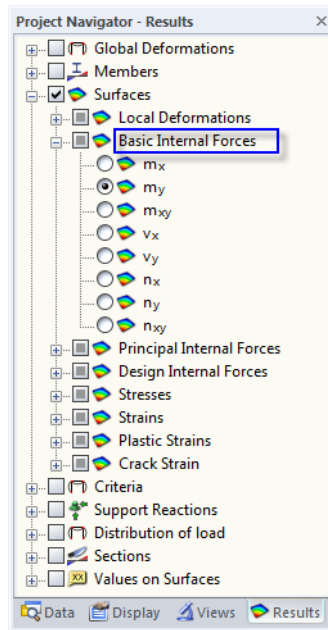 Project Navigator - Results
Global Deformations
Members
Surfaces
Local Deformations
Basic Internal Forces
mx
my
mxy
vx
vy
nx
ny
nxy
Principal Internal Forces
Design Internal Forces
Stresses
Strains
Plastic Strains
Crack Strain
Criteria
Support Reactions
Distribution of load
Sections
xx Values on Surfaces
Data Display Views Results